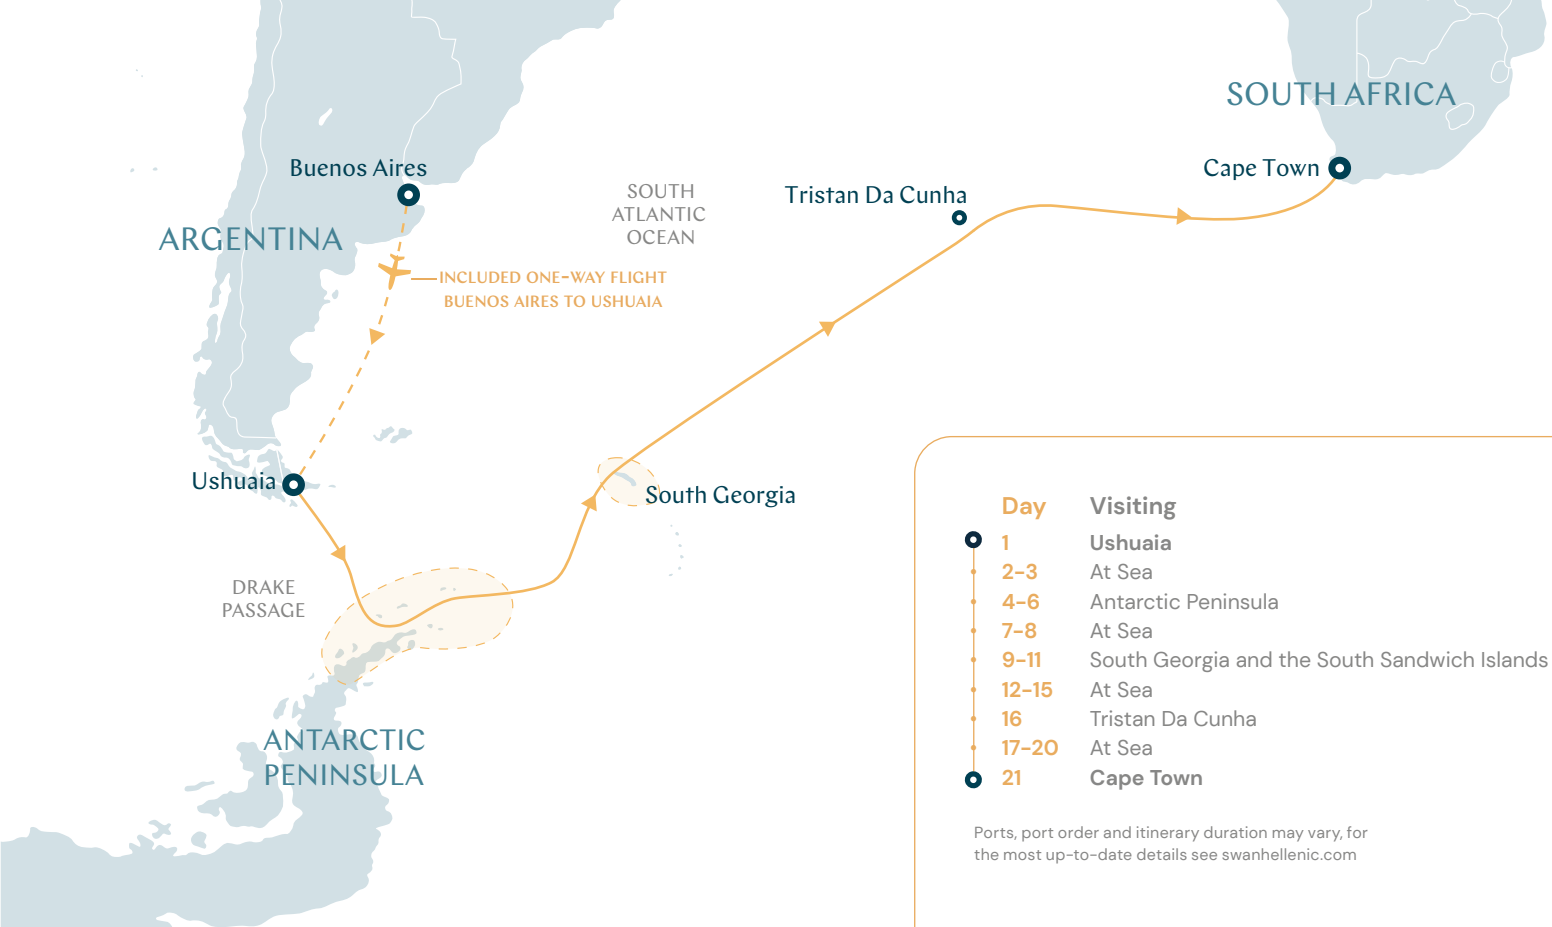 SOUTH AFRICA
Buenos Aires
Cape Town
SOUTH
ATLANTIC
OCEAN
Tristan Da Cunha
ARGENTINA
INCLUDED ONE-WAY FLIGHT
BUENOS AIRES TO USHUAIA
Ushuaia
South Georgia
DRAKE
PASSAGE
ANTARCTIC
PENINSULA
Day Visiting
1 Ushuaia
2-3 At Sea
4-6 Antarctic Peninsula
7-8 At Sea
9-11 South Georgia and the South Sandwich Islands
12-15 At Sea
16 Tristan Da Cunha
17-20 At Sea
21 Cape Town
Ports, port order and itinerary duration may vary, for
the most up-to-date details see swanhellenic.com